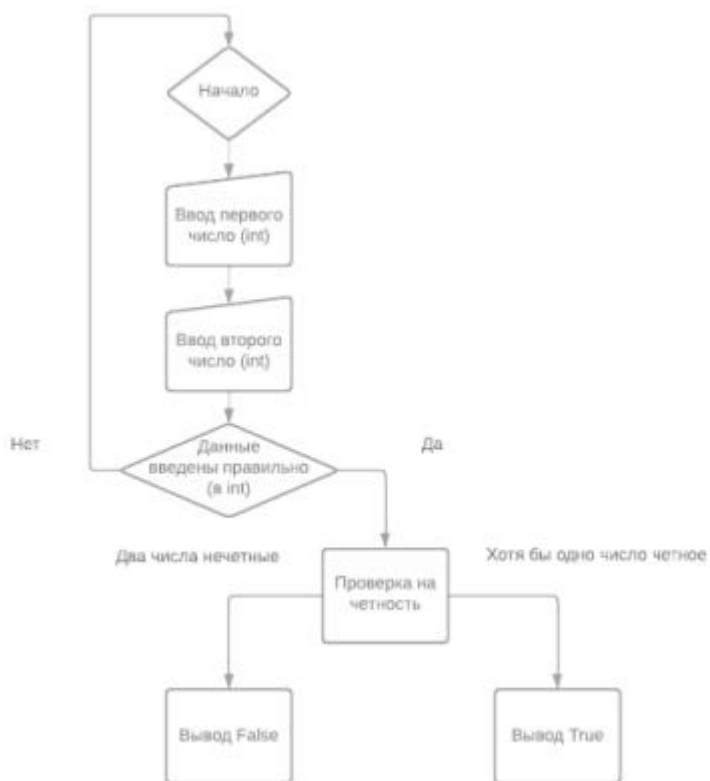 Начало
Ввод первого
число (int)
Ввод второго
число (int)
Нет
Данные
введены правильно
(в int)
Да
Два числа нечетные
Проверка на
четность
Хотя бы одно число четное
Вывод False
Вывод True